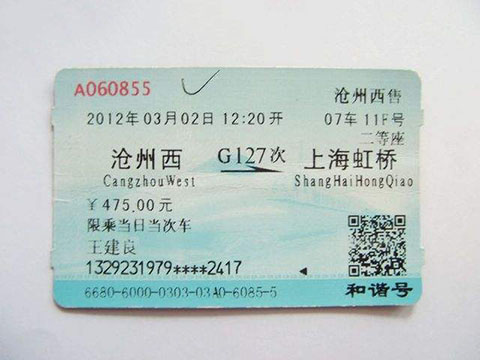 A060855
沧州西售
2012年03月02日 12:20开 07车 11F号
二等座
沧州西 G127次 上海虹桥
CangzhouWest ShangHaiHongQiao
￥475.00元
限乘当日当次车
王建良
1329231979****2417
6680-6000-0303-03A0-6085-5 和谐号